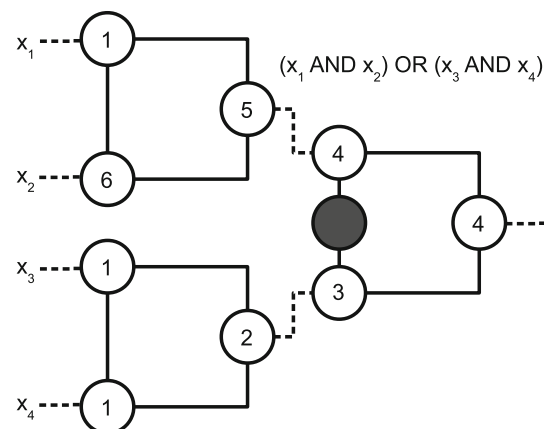 x₁ 1
(x₁ AND x₂) OR (x₃ AND x₄)
5
4
x₂ 6
4
x₃ 1
3
2
x₄ 1